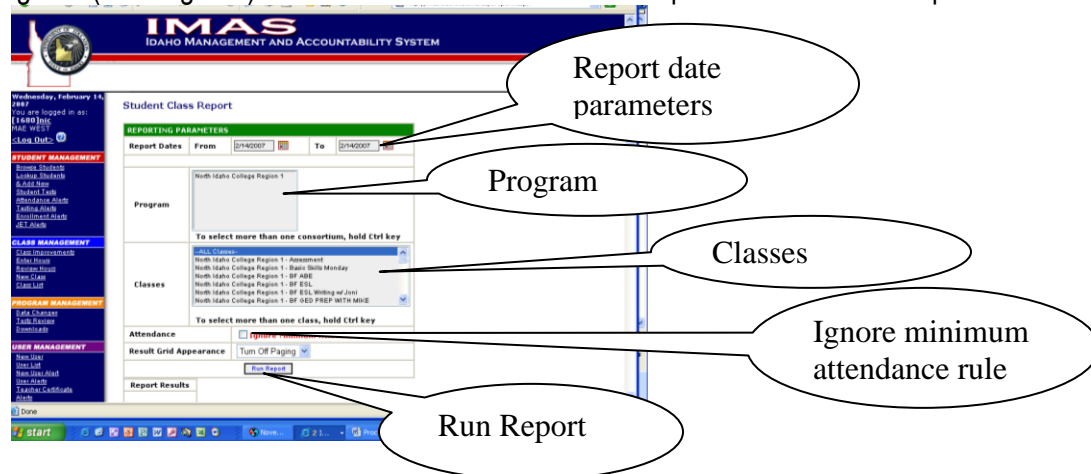 IMAS
IDAHO MANAGEMENT AND ACCOUNTABILITY SYSTEM
Wednesday, February 14,
2007
You are logged in as:
[1680]nic
MAE WEST
<Log Out>
STUDENT MANAGEMENT
Browse Students
Lookup Students
& Add New
Student Tests
Attendance Alerts
Testing Alerts
Enrollment Alerts
JET Alerts
CLASS MANAGEMENT
Class Improvements
Enter Hours
Review Hours
New Class
Class List
PROGRAM MANAGEMENT
Data Changes
Tests Review
Downloads
USER MANAGEMENT
New User
User List
New User Alert
User Alerts
Teacher Certificate
Alerts
Student Class Report
REPORTING PARAMETERS
Report Dates From 2/14/2007 To 2/14/2007
Program
North Idaho College Region 1
To select more than one consortium, hold Ctrl key
Classes
--ALL Classes--
North Idaho College Region 1 - Assessment
North Idaho College Region 1 - Basic Skills Monday
North Idaho College Region 1 - BF ABE
North Idaho College Region 1 - BF ESL
North Idaho College Region 1 - BF ESL Writing w/Joni
North Idaho College Region 1 - BF GED PREP WITH MIKE
To select more than one class, hold Ctrl key
Attendance
Result Grid Appearance Turn Off Paging
Run Report
Report Results
Done
start
Report date
parameters
Program
Classes
Ignore minimum
attendance rule
Run Report